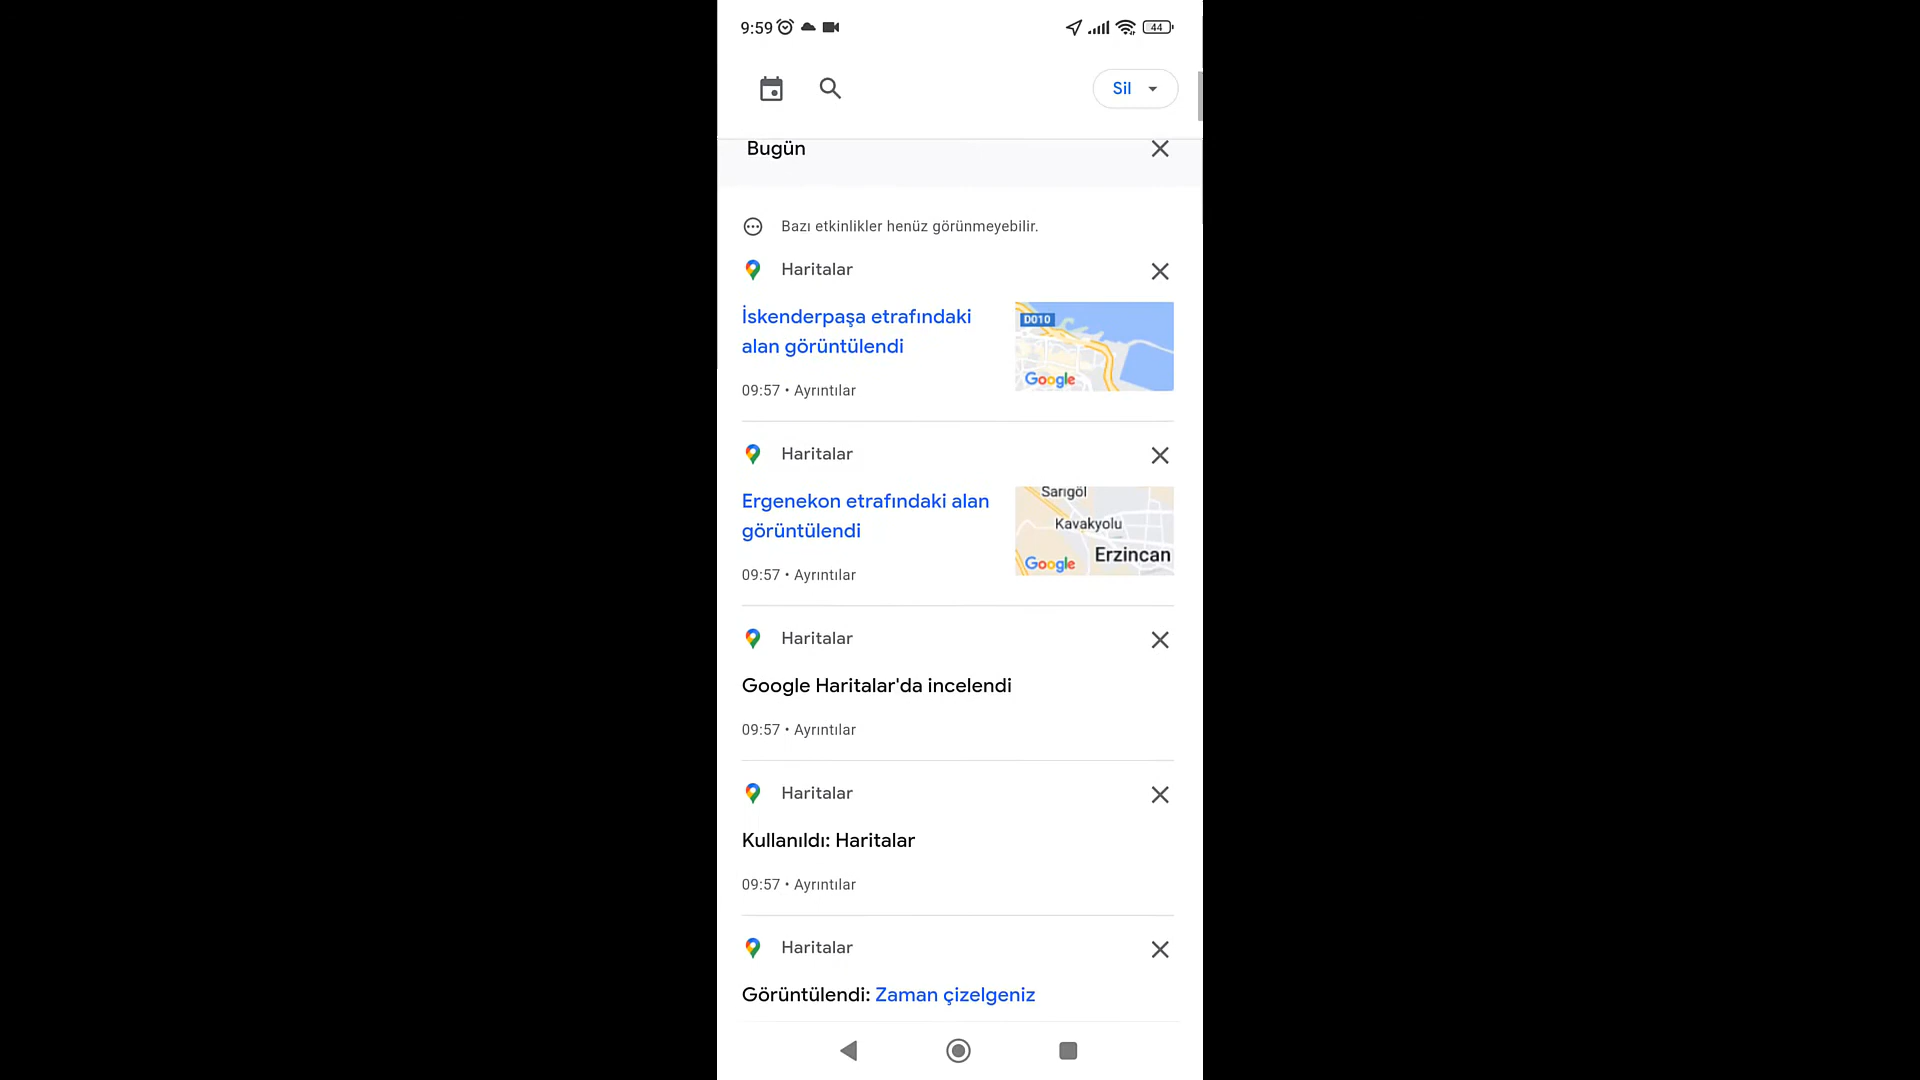 9:59
44
Sil
Bugün
Bazı etkinlikler henüz görünmeyebilir.
Haritalar
İskenderpaşa etrafındaki
alan görüntülendi
D010
Google
09:57 • Ayrıntılar
Haritalar
Ergenekon etrafındaki alan
görüntülendi
Sarıgöl
Kavakyolu
Erzincan
Google
09:57 • Ayrıntılar
Haritalar
Google Haritalar'da incelendi
09:57 • Ayrıntılar
Haritalar
Kullanıldı: Haritalar
09:57 • Ayrıntılar
Haritalar
Görüntülendi: Zaman çizelgeniz